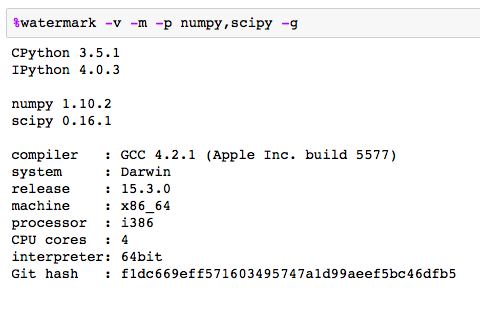 %watermark -v -m -p numpy,scipy -g
CPython 3.5.1
IPython 4.0.3
numpy 1.10.2
scipy 0.16.1
compiler   : GCC 4.2.1 (Apple Inc. build 5577)
system     : Darwin
release    : 15.3.0
machine    : x86_64
processor  : i386
CPU cores  : 4
interpreter: 64bit
Git hash   : f1dc669eff571603495747a1d99aeef5bc46dfb5